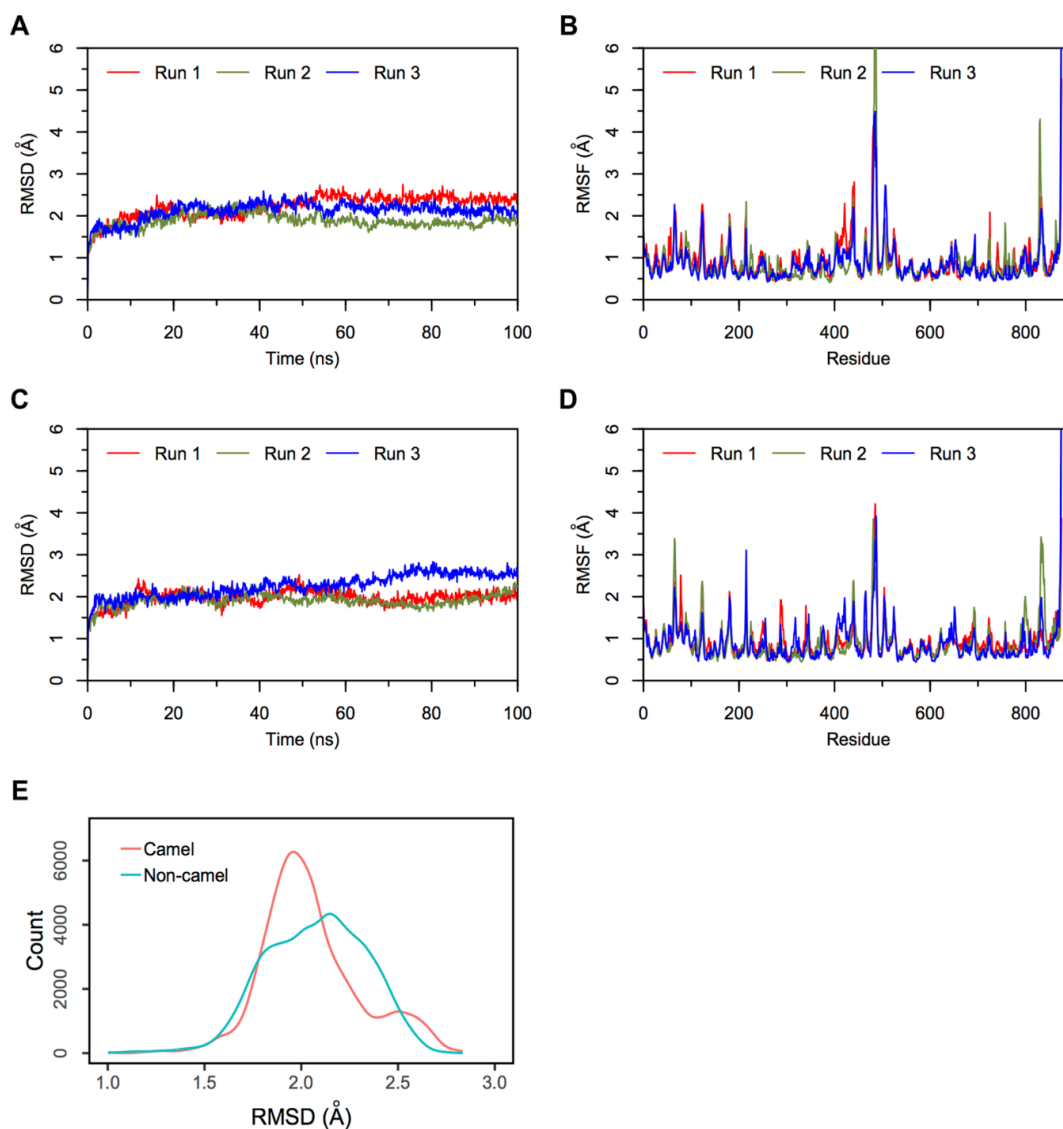 A
RMSD (Å)
6
5
4
3
2
1
0
Run 1 Run 2 Run 3
0 20 40 60 80 100
Time (ns)
B
RMSF (Å)
6
5
4
3
2
1
0
Run 1 Run 2 Run 3
0 200 400 600 800
Residue
C
RMSD (Å)
6
5
4
3
2
1
0
Run 1 Run 2 Run 3
0 20 40 60 80 100
Time (ns)
D
RMSF (Å)
6
5
4
3
2
1
0
Run 1 Run 2 Run 3
0 200 400 600 800
Residue
E
Count
6000
4000
2000
0
Camel
Non-camel
1.0 1.5 2.0 2.5 3.0
RMSD (Å)